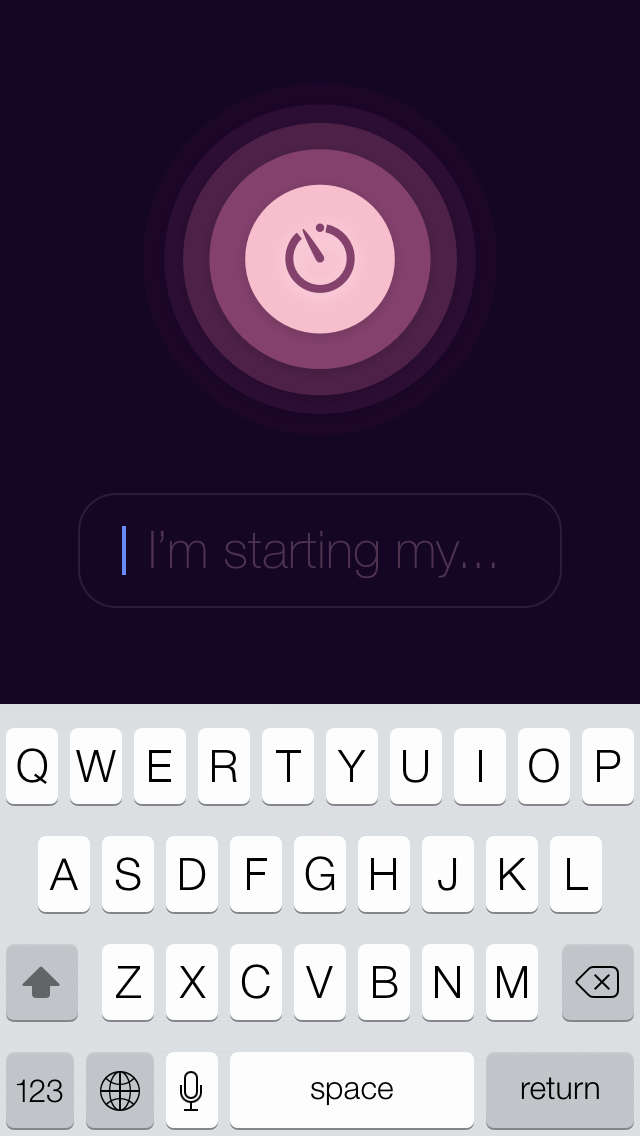 I'm starting my...
Q W E R T Y U I O P
A S D F G H J K L
Z X C V B N M
123 space return